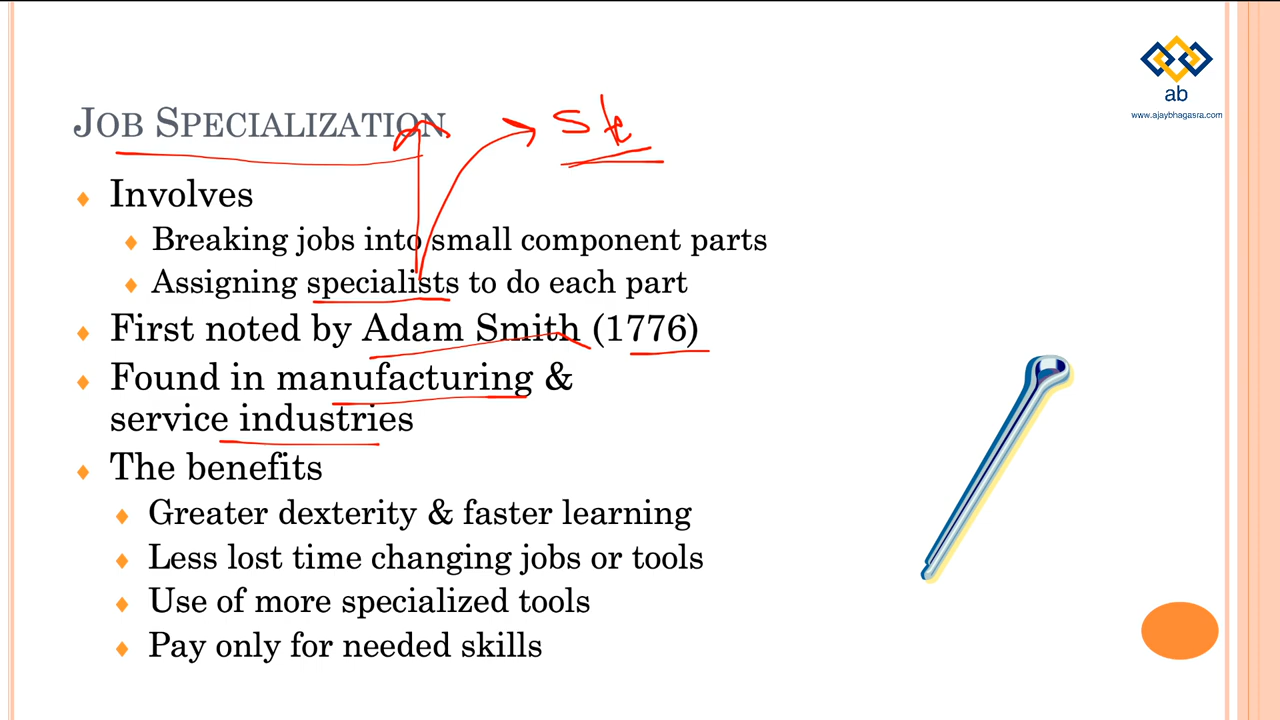 JOB SPECIALIZATION
Sk
Involves
Breaking jobs into small component parts
Assigning specialists to do each part
First noted by Adam Smith (1776)
Found in manufacturing &
service industries
The benefits
Greater dexterity & faster learning
Less lost time changing jobs or tools
Use of more specialized tools
Pay only for needed skills
ab
www.ajaybhagasra.com